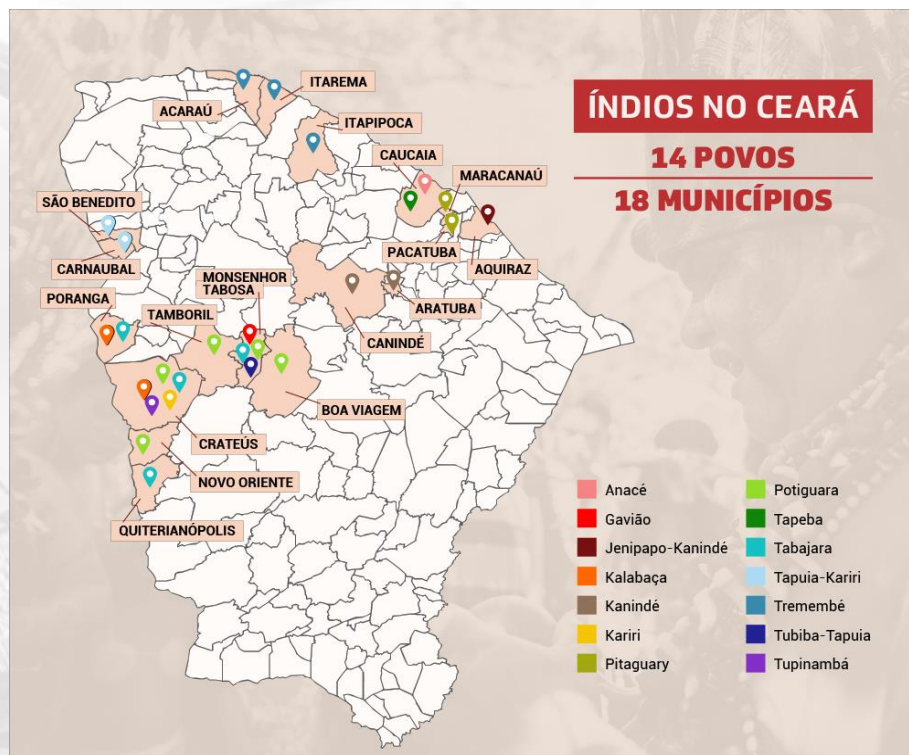 ÍNDIOS NO CEARÁ
14 POVOS
18 MUNICÍPIOS
ITAREMA
ACARAÚ
ITAPIPOCA
CAUCAIA
MARACANAÚ
SÃO BENEDITO
PACATUBA
AQUIRAZ
CARNAUBAL
MONSENHOR
TABOSA
PORANGA
TAMBORIL
ARATUBA
CANINDÉ
BOA VIAGEM
CRATEÚS
NOVO ORIENTE
QUITERIANÓPOLIS
Anacé
Gavião
Jenipapo-Kanindé
Kalabaça
Kanindé
Kariri
Pitaguary
Potiguara
Tapeba
Tabajara
Tapuia-Kariri
Tremembé
Tubiba-Tapuia
Tupinambá